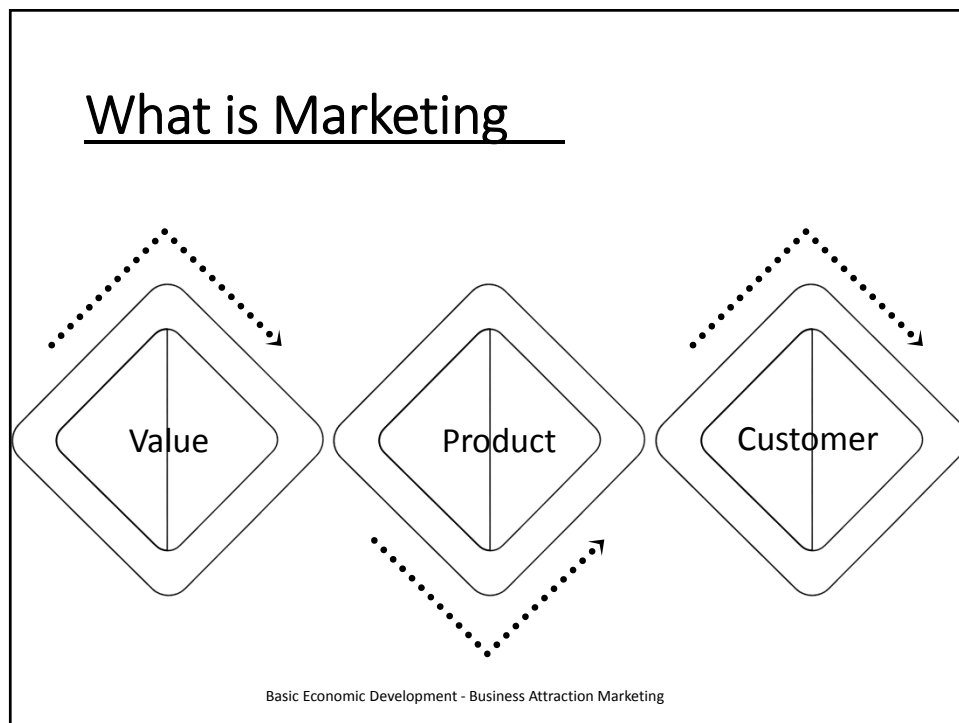 What is Marketing
Value
Product
Customer
Basic Economic Development - Business Attraction Marketing